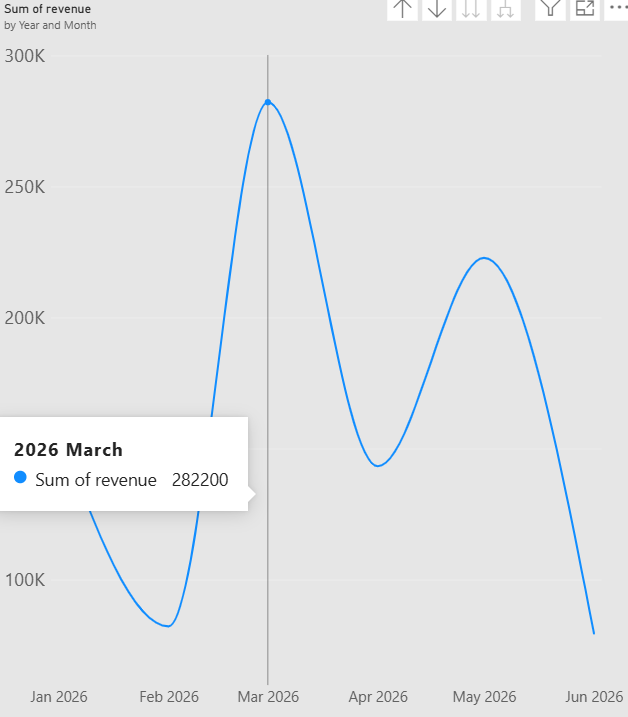 Sum of revenue
by Year and Month
300K
250K
200K
2026 March
Sum of revenue 282200
100K
Jan 2026 Feb 2026 Mar 2026 Apr 2026 May 2026 Jun 2026